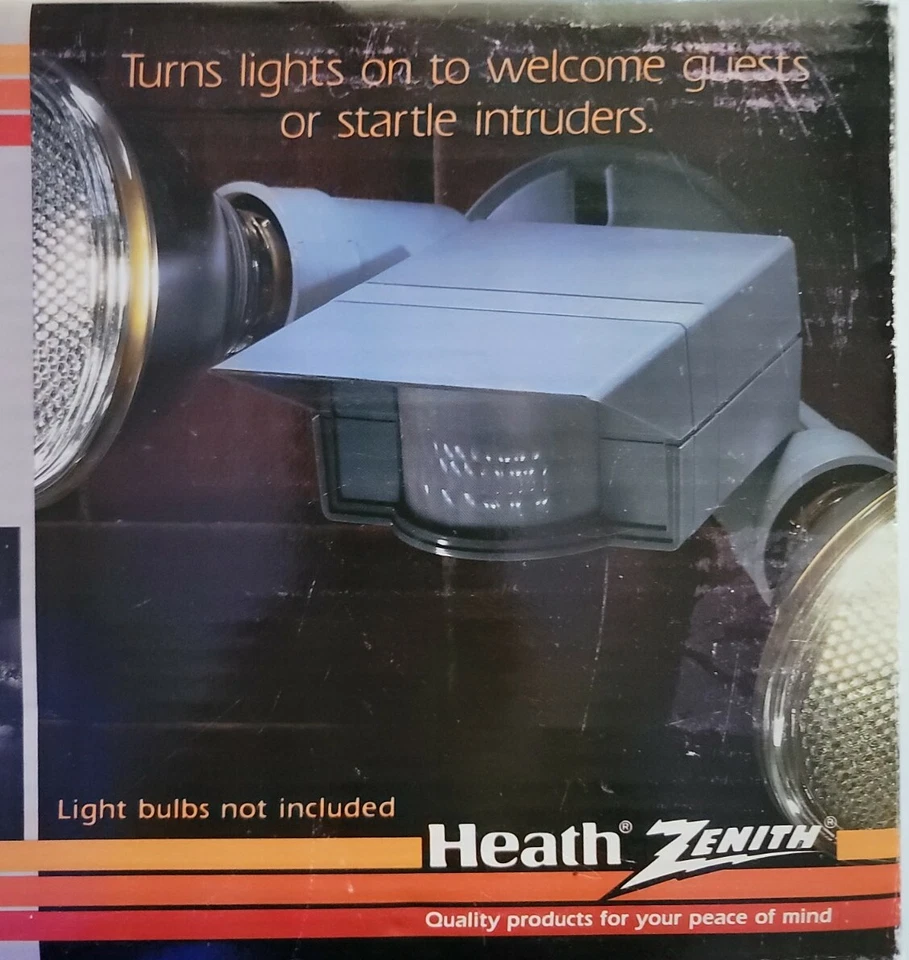 Turns lights on to welcome guests
or startle intruders.
Light bulbs not included
Heath® ZENITH®
Quality products for your peace of mind